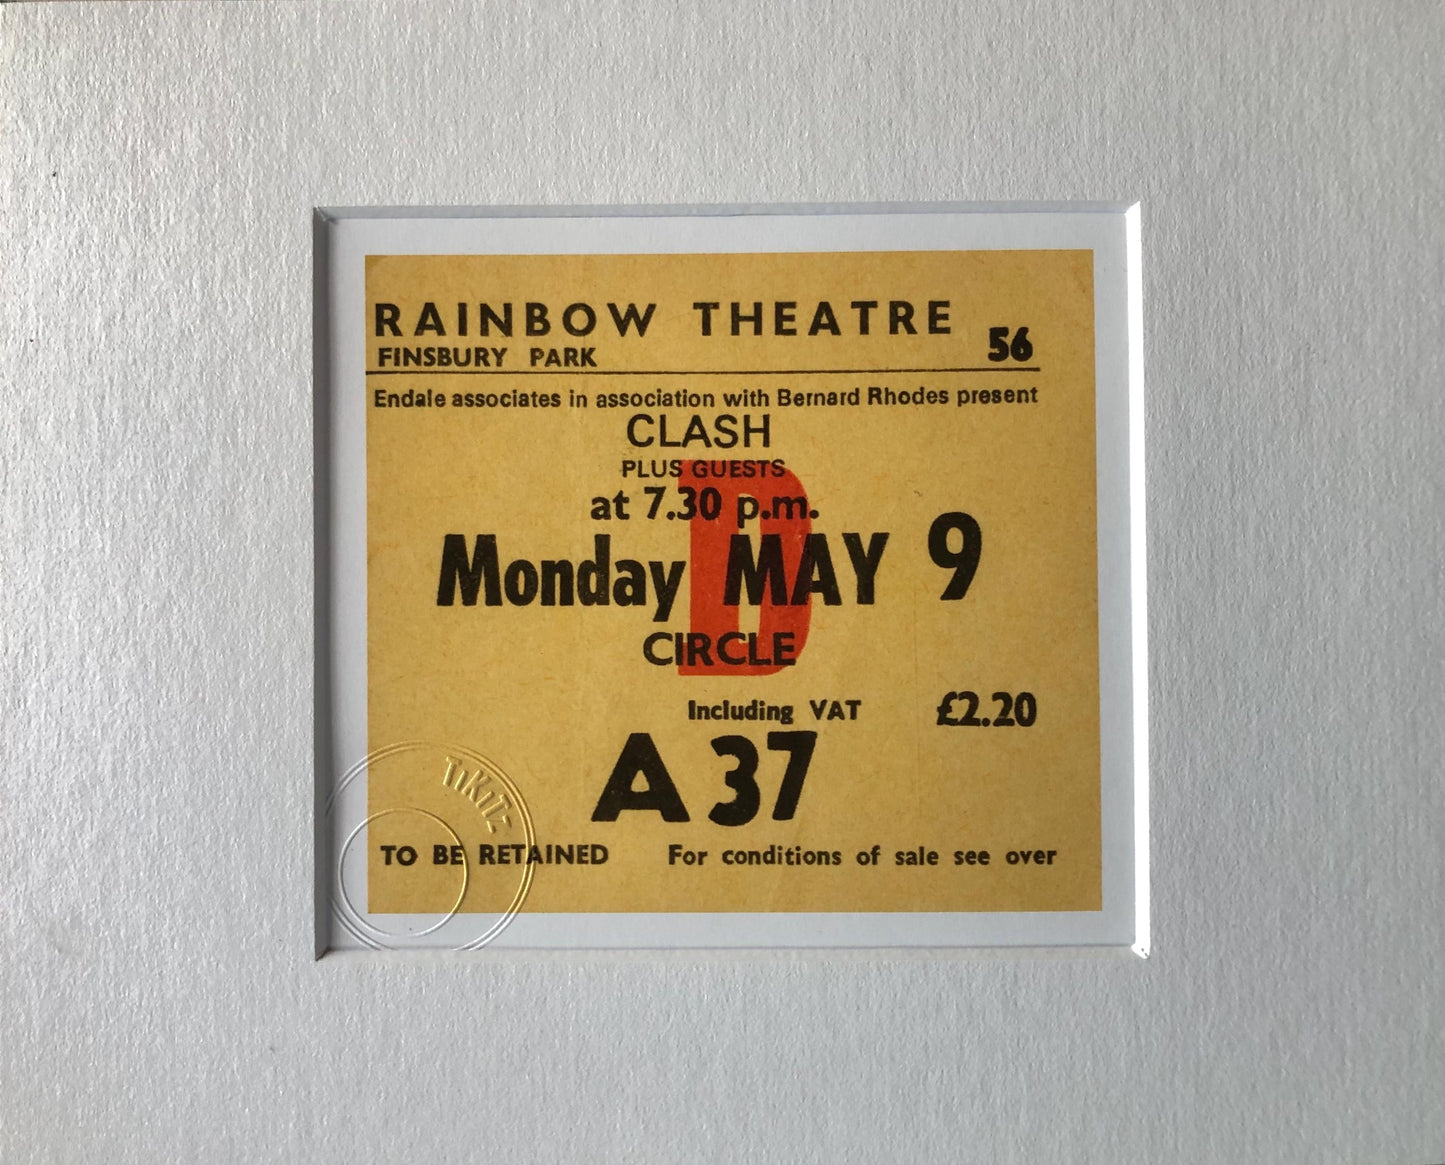 RAINBOW THEATRE
FINSBURY PARK 56
Endale associates in association with Bernard Rhodes present
CLASH
PLUS GUESTS
at 7.30 p.m.
Monday MAY 9
D
CIRCLE
Including VAT £2.20
A 37
TiKiTz
TO BE RETAINED For conditions of sale see over